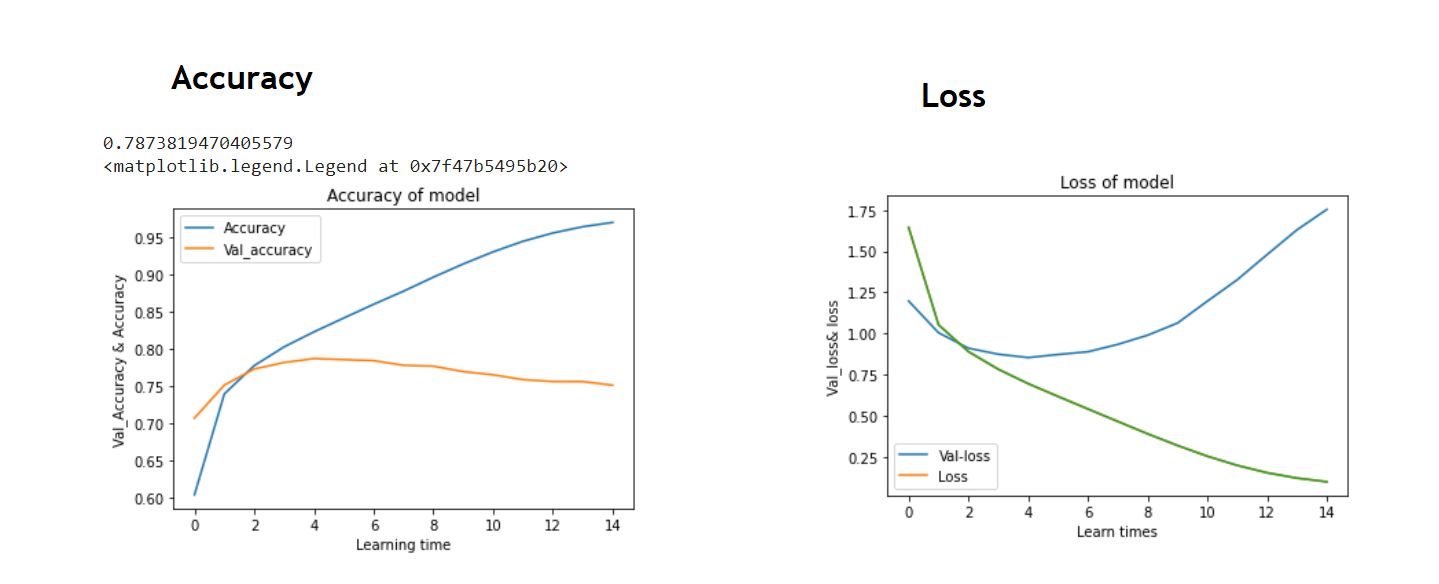 Accuracy
0.7873819470405579
<matplotlib.legend.Legend at 0x7f47b5495b20>
Accuracy of model
Accuracy
Val_accuracy
Val_Accuracy & Accuracy
0.95
0.90
0.85
0.80
0.75
0.70
0.65
0.60
0 2 4 6 8 10 12 14
Learning time
Loss
Loss of model
Val_loss& loss
1.75
1.50
1.25
1.00
0.75
0.50
0.25
Val-loss
Loss
0 2 4 6 8 10 12 14
Learn times